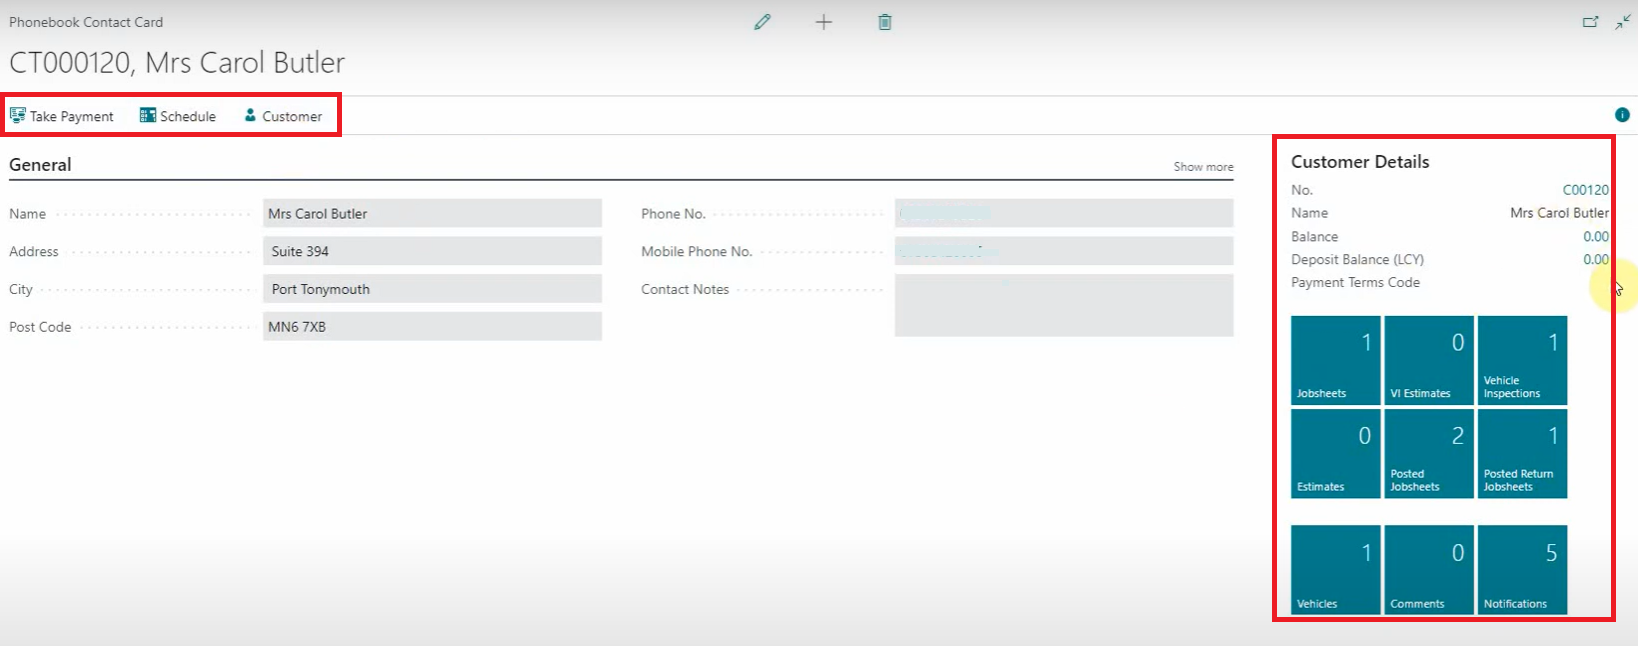 Phonebook Contact Card
CT000120, Mrs Carol Butler
Take Payment Schedule Customer
General Show more
Name Mrs Carol Butler
Address Suite 394
City Port Tonymouth
Post Code MN6 7XB
Phone No.
Mobile Phone No.
Contact Notes
Customer Details
No. C00120
Name Mrs Carol Butler
Balance 0.00
Deposit Balance (LCY) 0.00
Payment Terms Code
1 0 1
Jobsheets VI Estimates Vehicle Inspections
0 2 1
Estimates Posted Jobsheets Posted Return Jobsheets
1 0 5
Vehicles Comments Notifications